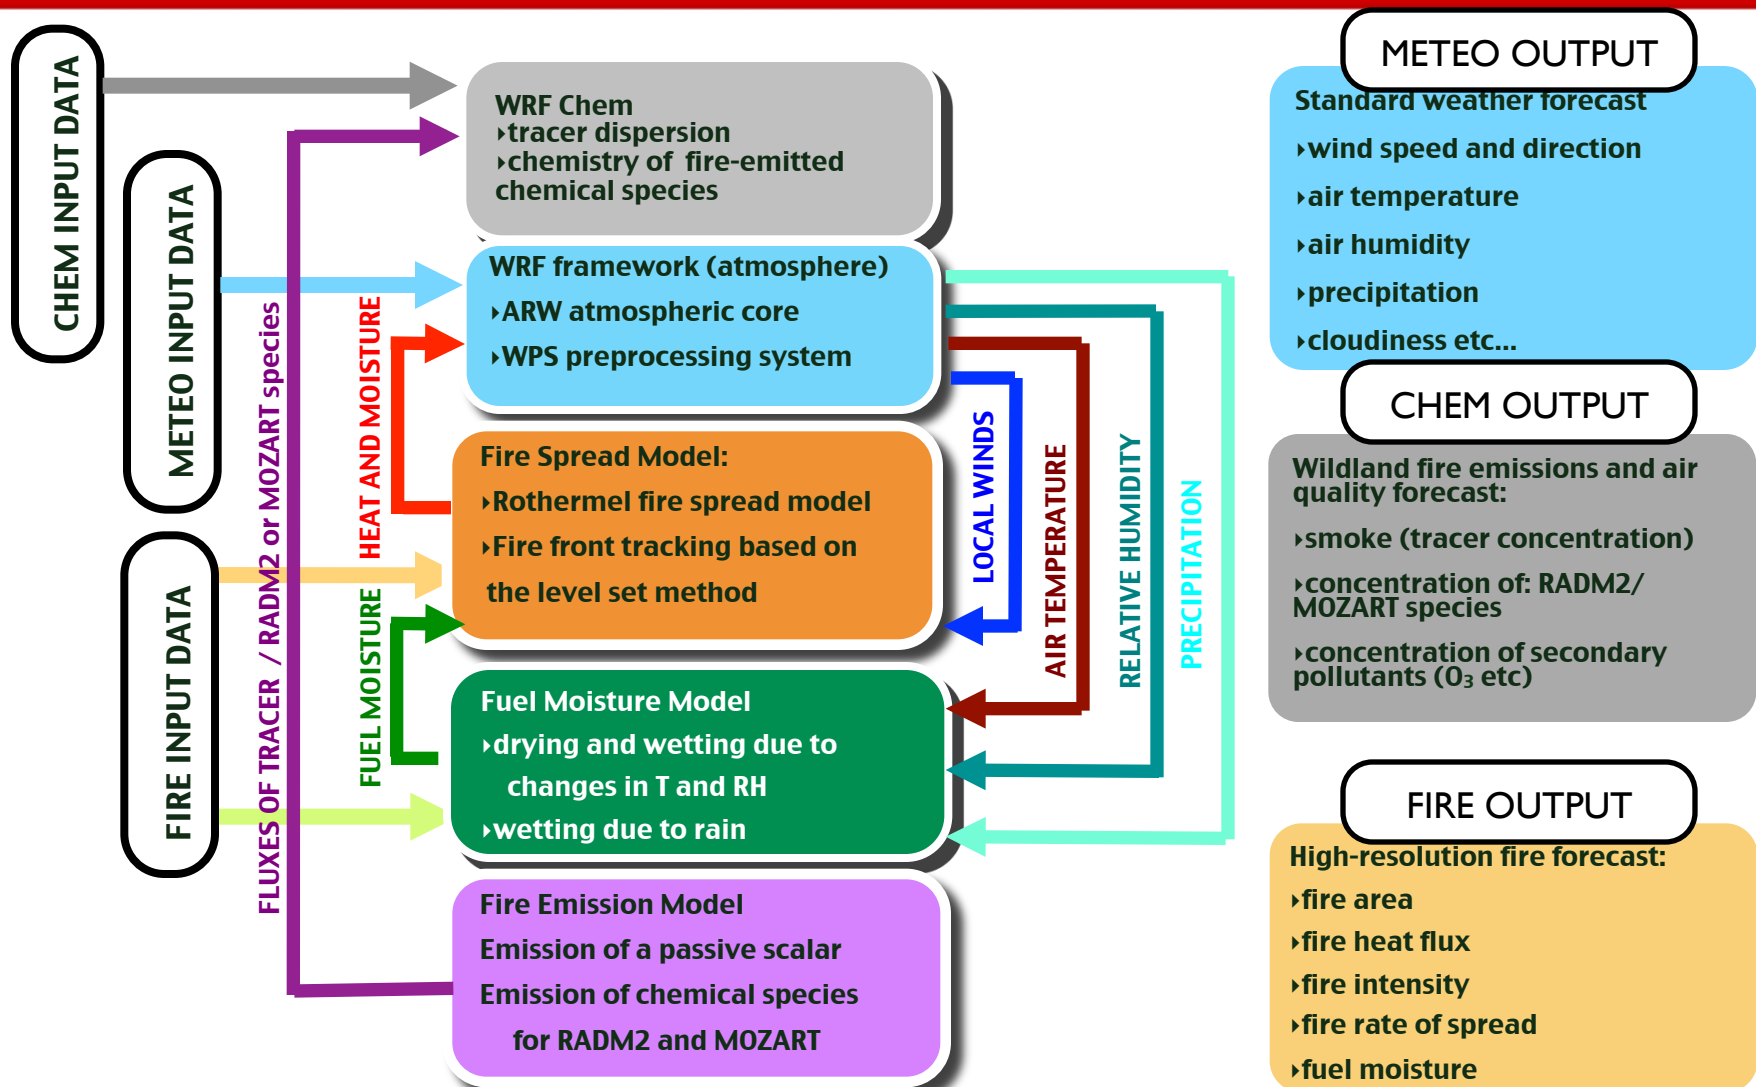 CHEM INPUT DATA
METEO INPUT DATA
FIRE INPUT DATA
FLUXES OF TRACER / RADM2 or MOZART species
HEAT AND MOISTURE
FUEL MOISTURE
WRF Chem
▸tracer dispersion
▸chemistry of fire-emitted
chemical species
WRF framework (atmosphere)
▸ARW atmospheric core
▸WPS preprocessing system
Fire Spread Model:
▸Rothermel fire spread model
▸Fire front tracking based on
the level set method
Fuel Moisture Model
▸drying and wetting due to
changes in T and RH
▸wetting due to rain
Fire Emission Model
Emission of a passive scalar
Emission of chemical species
for RADM2 and MOZART
LOCAL WINDS
AIR TEMPERATURE
RELATIVE HUMIDITY
PRECIPITATION
METEO OUTPUT
Standard weather forecast
▸wind speed and direction
▸air temperature
▸air humidity
▸precipitation
▸cloudiness etc...
CHEM OUTPUT
Wildland fire emissions and air
quality forecast:
▸smoke (tracer concentration)
▸concentration of: RADM2/
MOZART species
▸concentration of secondary
pollutants (O₃ etc)
FIRE OUTPUT
High-resolution fire forecast:
▸fire area
▸fire heat flux
▸fire intensity
▸fire rate of spread
▸fuel moisture